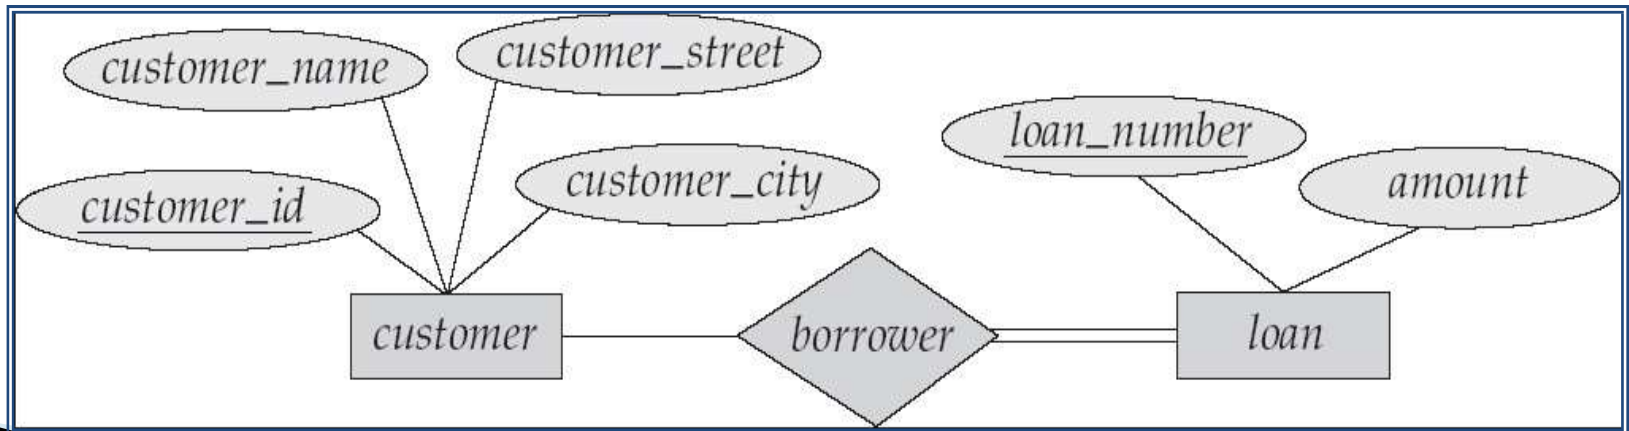 customer_name
customer_street
customer_id
customer_city
loan_number
amount
customer
borrower
loan